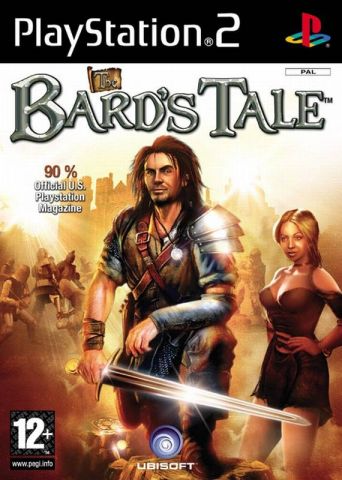 PlayStation®2
PAL
The
BARD'S TALE™
90 %
Official U.S.
Playstation
Magazine
12+
www.pegi.info
UBISOFT